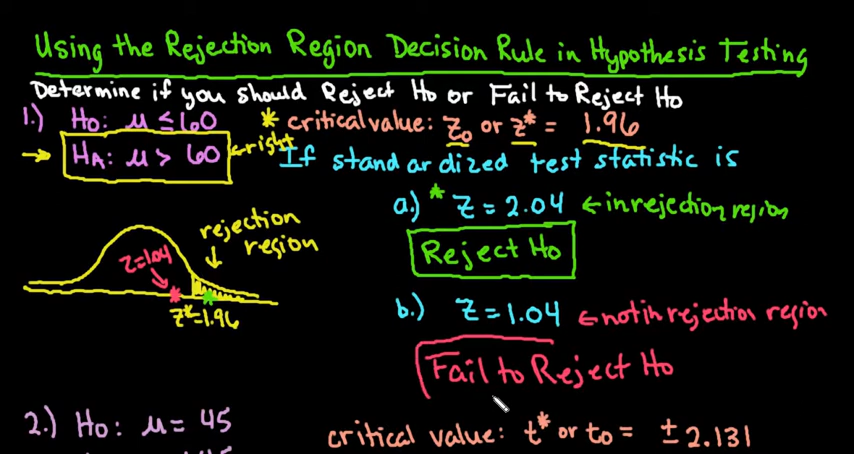 Using the Rejection Region Decision Rule in Hypothesis Testing
Determine if you should Reject Ho or Fail to Reject Ho
1.) Ho: μ ≤ 60 * critical value: z₀ or z* = 1.96
→ HA: μ > 60 ← right
If standardized test statistic is
a.) * z = 2.04 ← in rejection region
Reject Ho
rejection
region
z=1.04
z*=1.96
b.) z = 1.04 ← not in rejection region
Fail to Reject Ho
2.) Ho: μ = 45
critical value: t* or to = ± 2.131